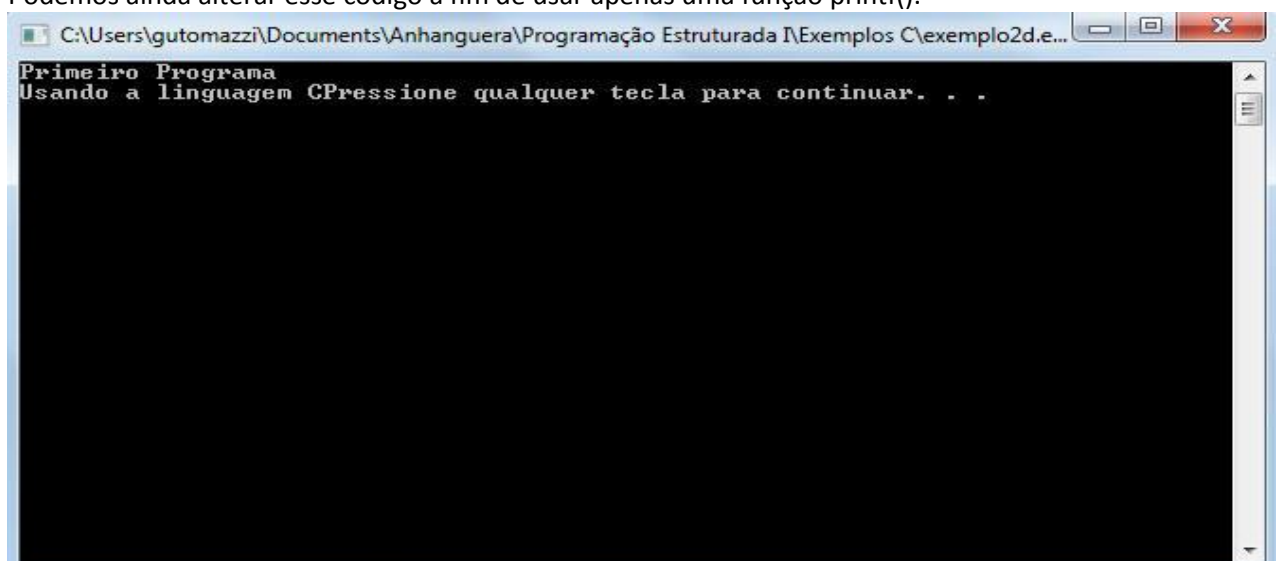 Podemos ainda alterar esse código a fim de usar apenas uma função printf().
C:\Users\gutomazzi\Documents\Anhanguera\Programação Estruturada I\Exemplos C\exemplo2d.e...
Primeiro Programa
Usando a linguagem CPressione qualquer tecla para continuar. . .